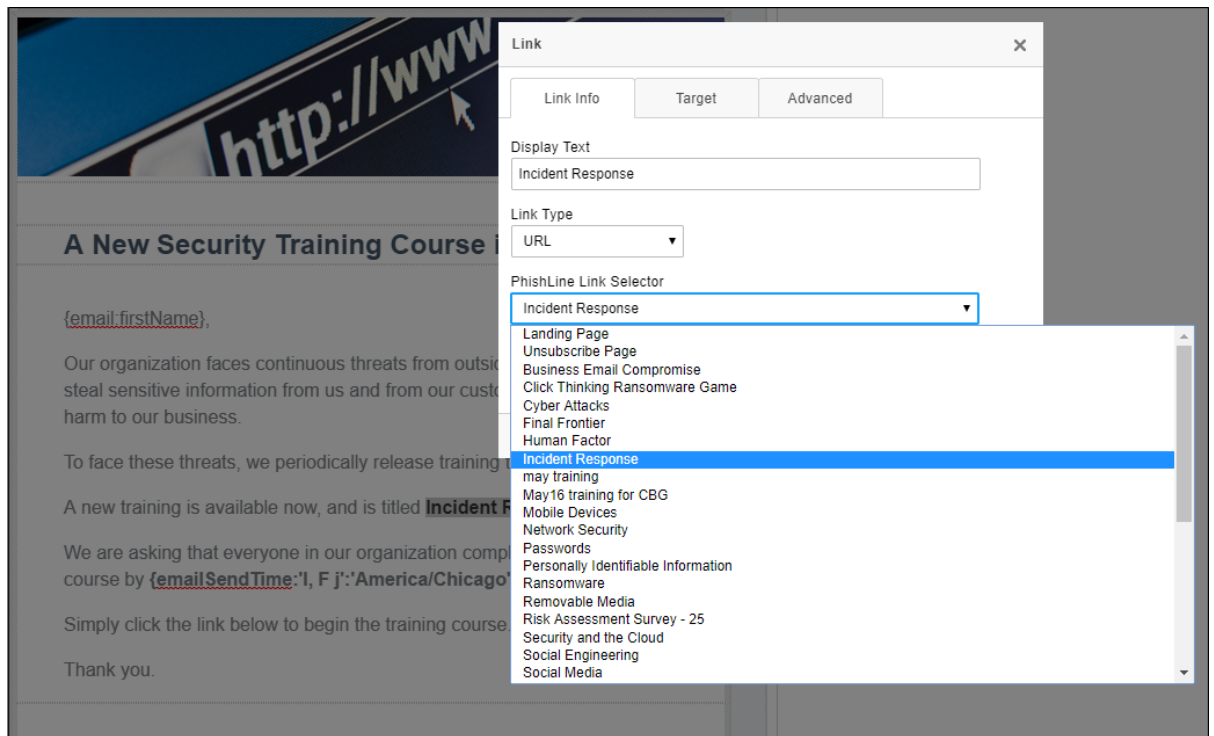 http://www
Link
Link Info
Target
Advanced
Display Text
Incident Response
Link Type
URL
PhishLine Link Selector
Incident Response
Landing Page
Unsubscribe Page
Business Email Compromise
Click Thinking Ransomware Game
Cyber Attacks
Final Frontier
Human Factor
Incident Response
may training
May16 training for CBG
Mobile Devices
Network Security
Passwords
Personally Identifiable Information
Ransomware
Removable Media
Risk Assessment Survey - 25
Security and the Cloud
Social Engineering
Social Media
A New Security Training Course i
{email:firstName},
Our organization faces continuous threats from outsid
steal sensitive information from us and from our custo
harm to our business.
To face these threats, we periodically release training
A new training is available now, and is titled Incident R
We are asking that everyone in our organization compl
course by {emailSendTime:'l, F j':'America/Chicago'
Simply click the link below to begin the training course.
Thank you.